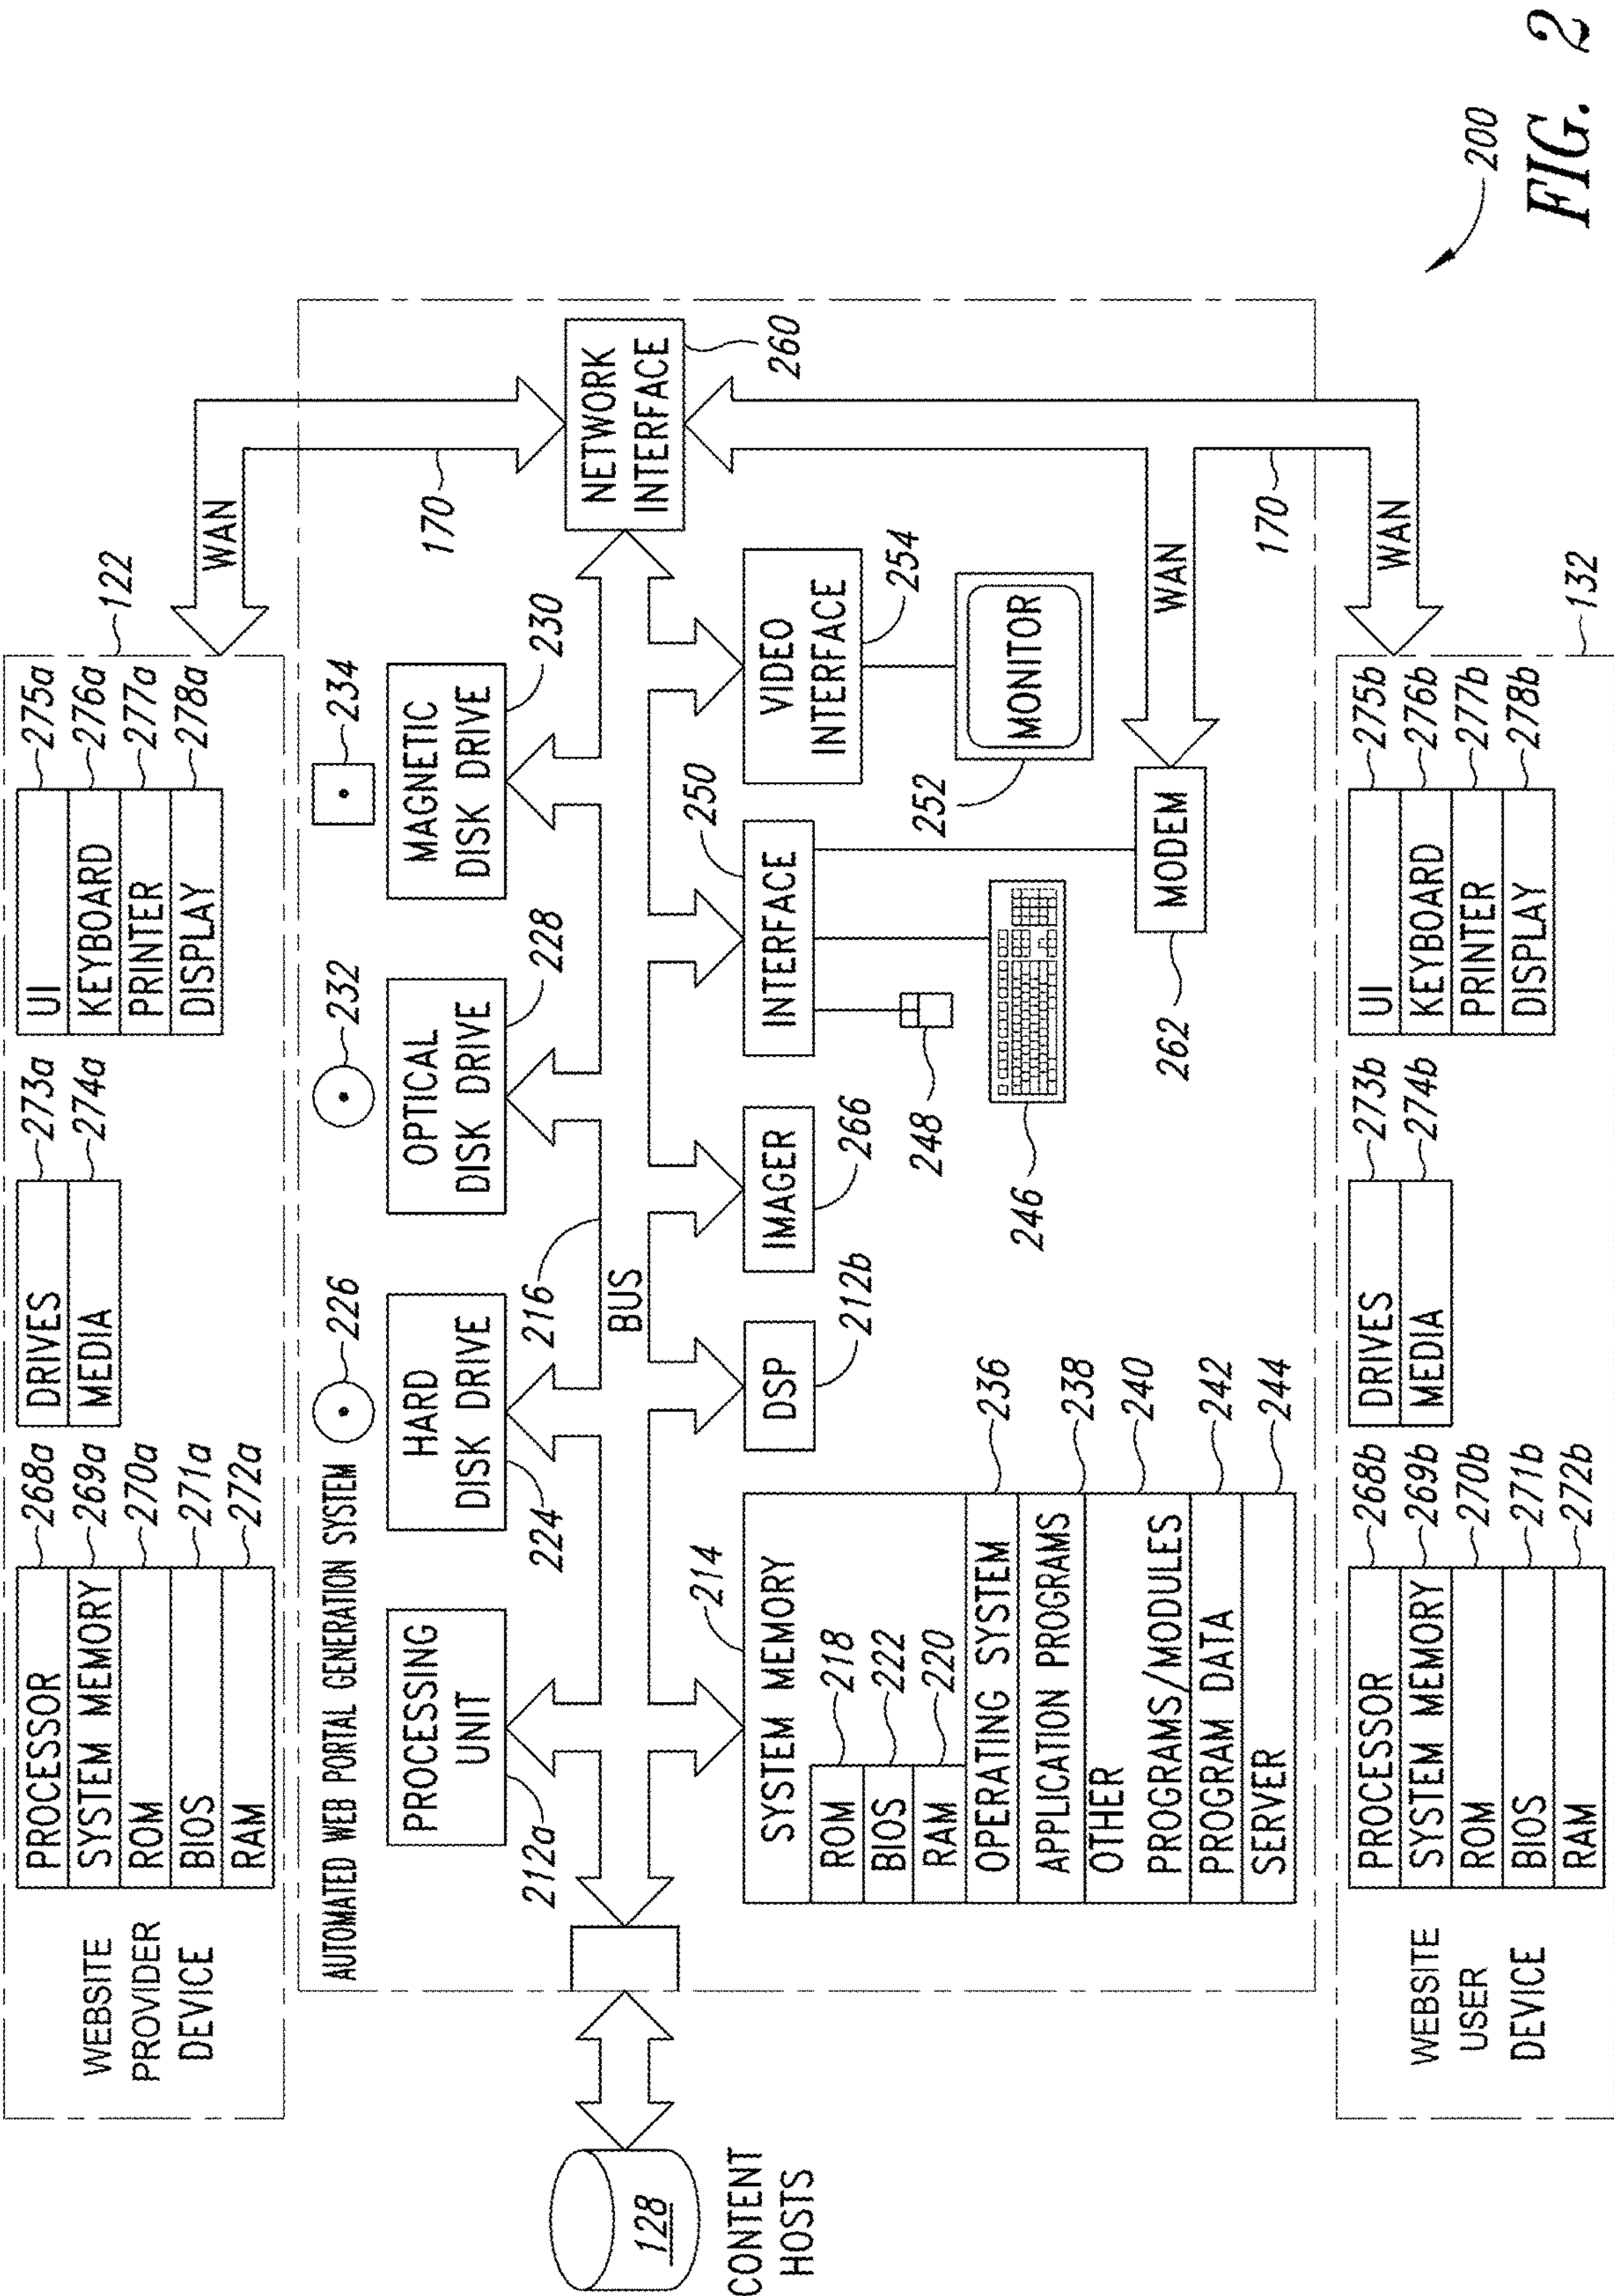 WEBSITE
PROVIDER
DEVICE
PROCESSOR 268a
SYSTEM MEMORY 269a
ROM 270a
BIOS 271a
RAM 272a
DRIVES 273a
MEDIA 274a
UI 275a
KEYBOARD 276a
PRINTER 277a
DISPLAY 278a
122
WAN
AUTOMATED WEB PORTAL GENERATION SYSTEM
226
232
234
PROCESSING
UNIT
212a
HARD
DISK DRIVE
224
OPTICAL
DISK DRIVE
228
MAGNETIC
DISK DRIVE
230
170
216
BUS
NETWORK
INTERFACE
260
128
CONTENT
HOSTS
SYSTEM MEMORY
214
ROM 218
BIOS 222
RAM 220
OPERATING SYSTEM 236
APPLICATION PROGRAMS 238
OTHER
PROGRAMS/MODULES 240
PROGRAM DATA 242
SERVER 244
DSP
212b
IMAGER
266
INTERFACE
250
VIDEO
INTERFACE
254
248
246
MONITOR
252
MODEM
262
WAN
170
WAN
WEBSITE
USER
DEVICE
PROCESSOR 268b
SYSTEM MEMORY 269b
ROM 270b
BIOS 271b
RAM 272b
DRIVES 273b
MEDIA 274b
UI 275b
KEYBOARD 276b
PRINTER 277b
DISPLAY 278b
132
200
FIG. 2